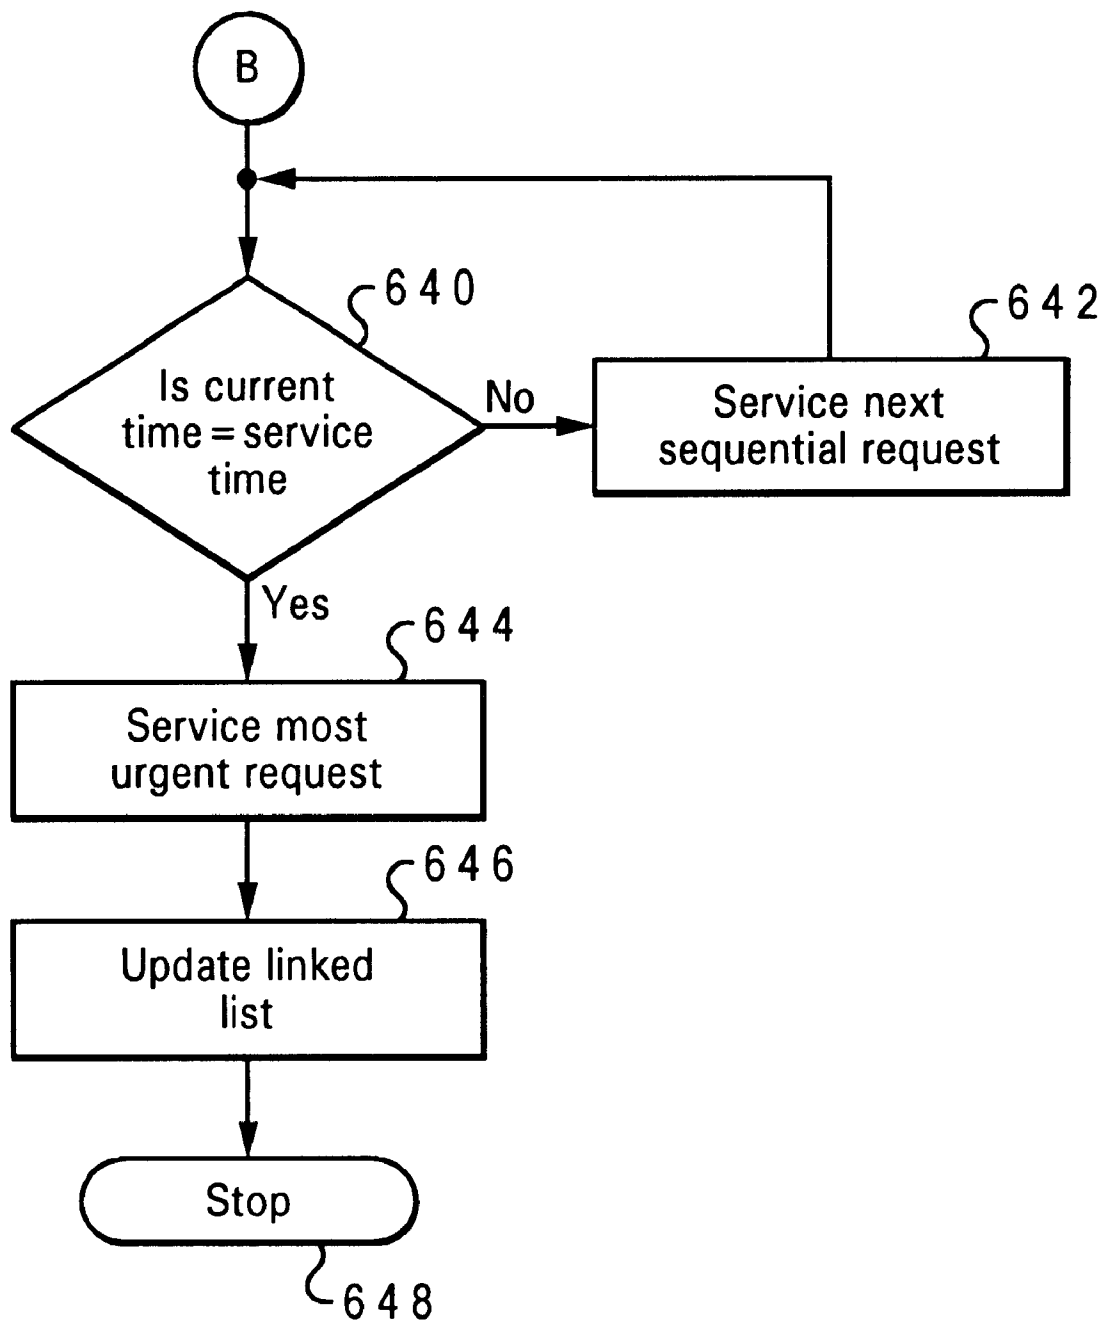 B
640
Is current
time = service
time
No
642
Service next
sequential request
Yes
644
Service most
urgent request
646
Update linked
list
Stop
648